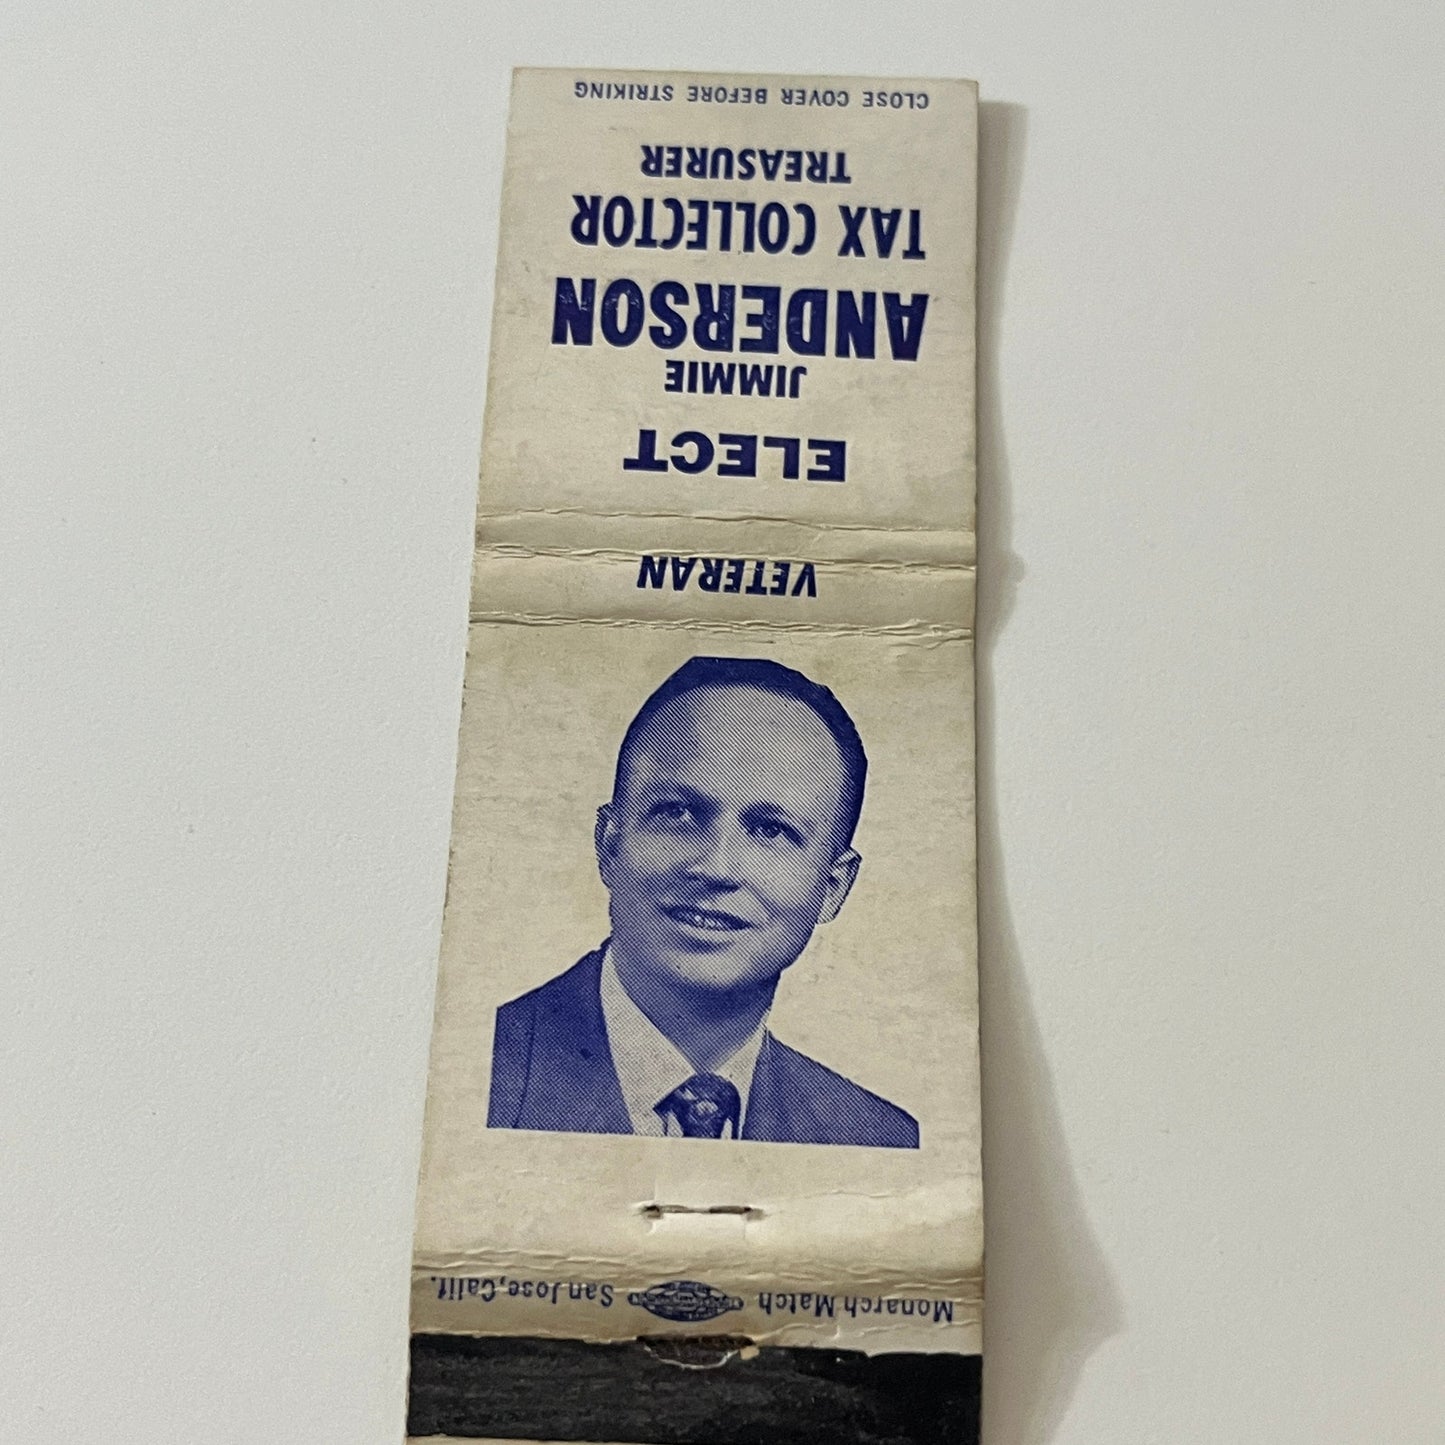 VETERAN
ELECT
JIMMIE
ANDERSON
TAX COLLECTOR
TREASURER
CLOSE COVER BEFORE STRIKING
Monarch Match San Jose, Calif.